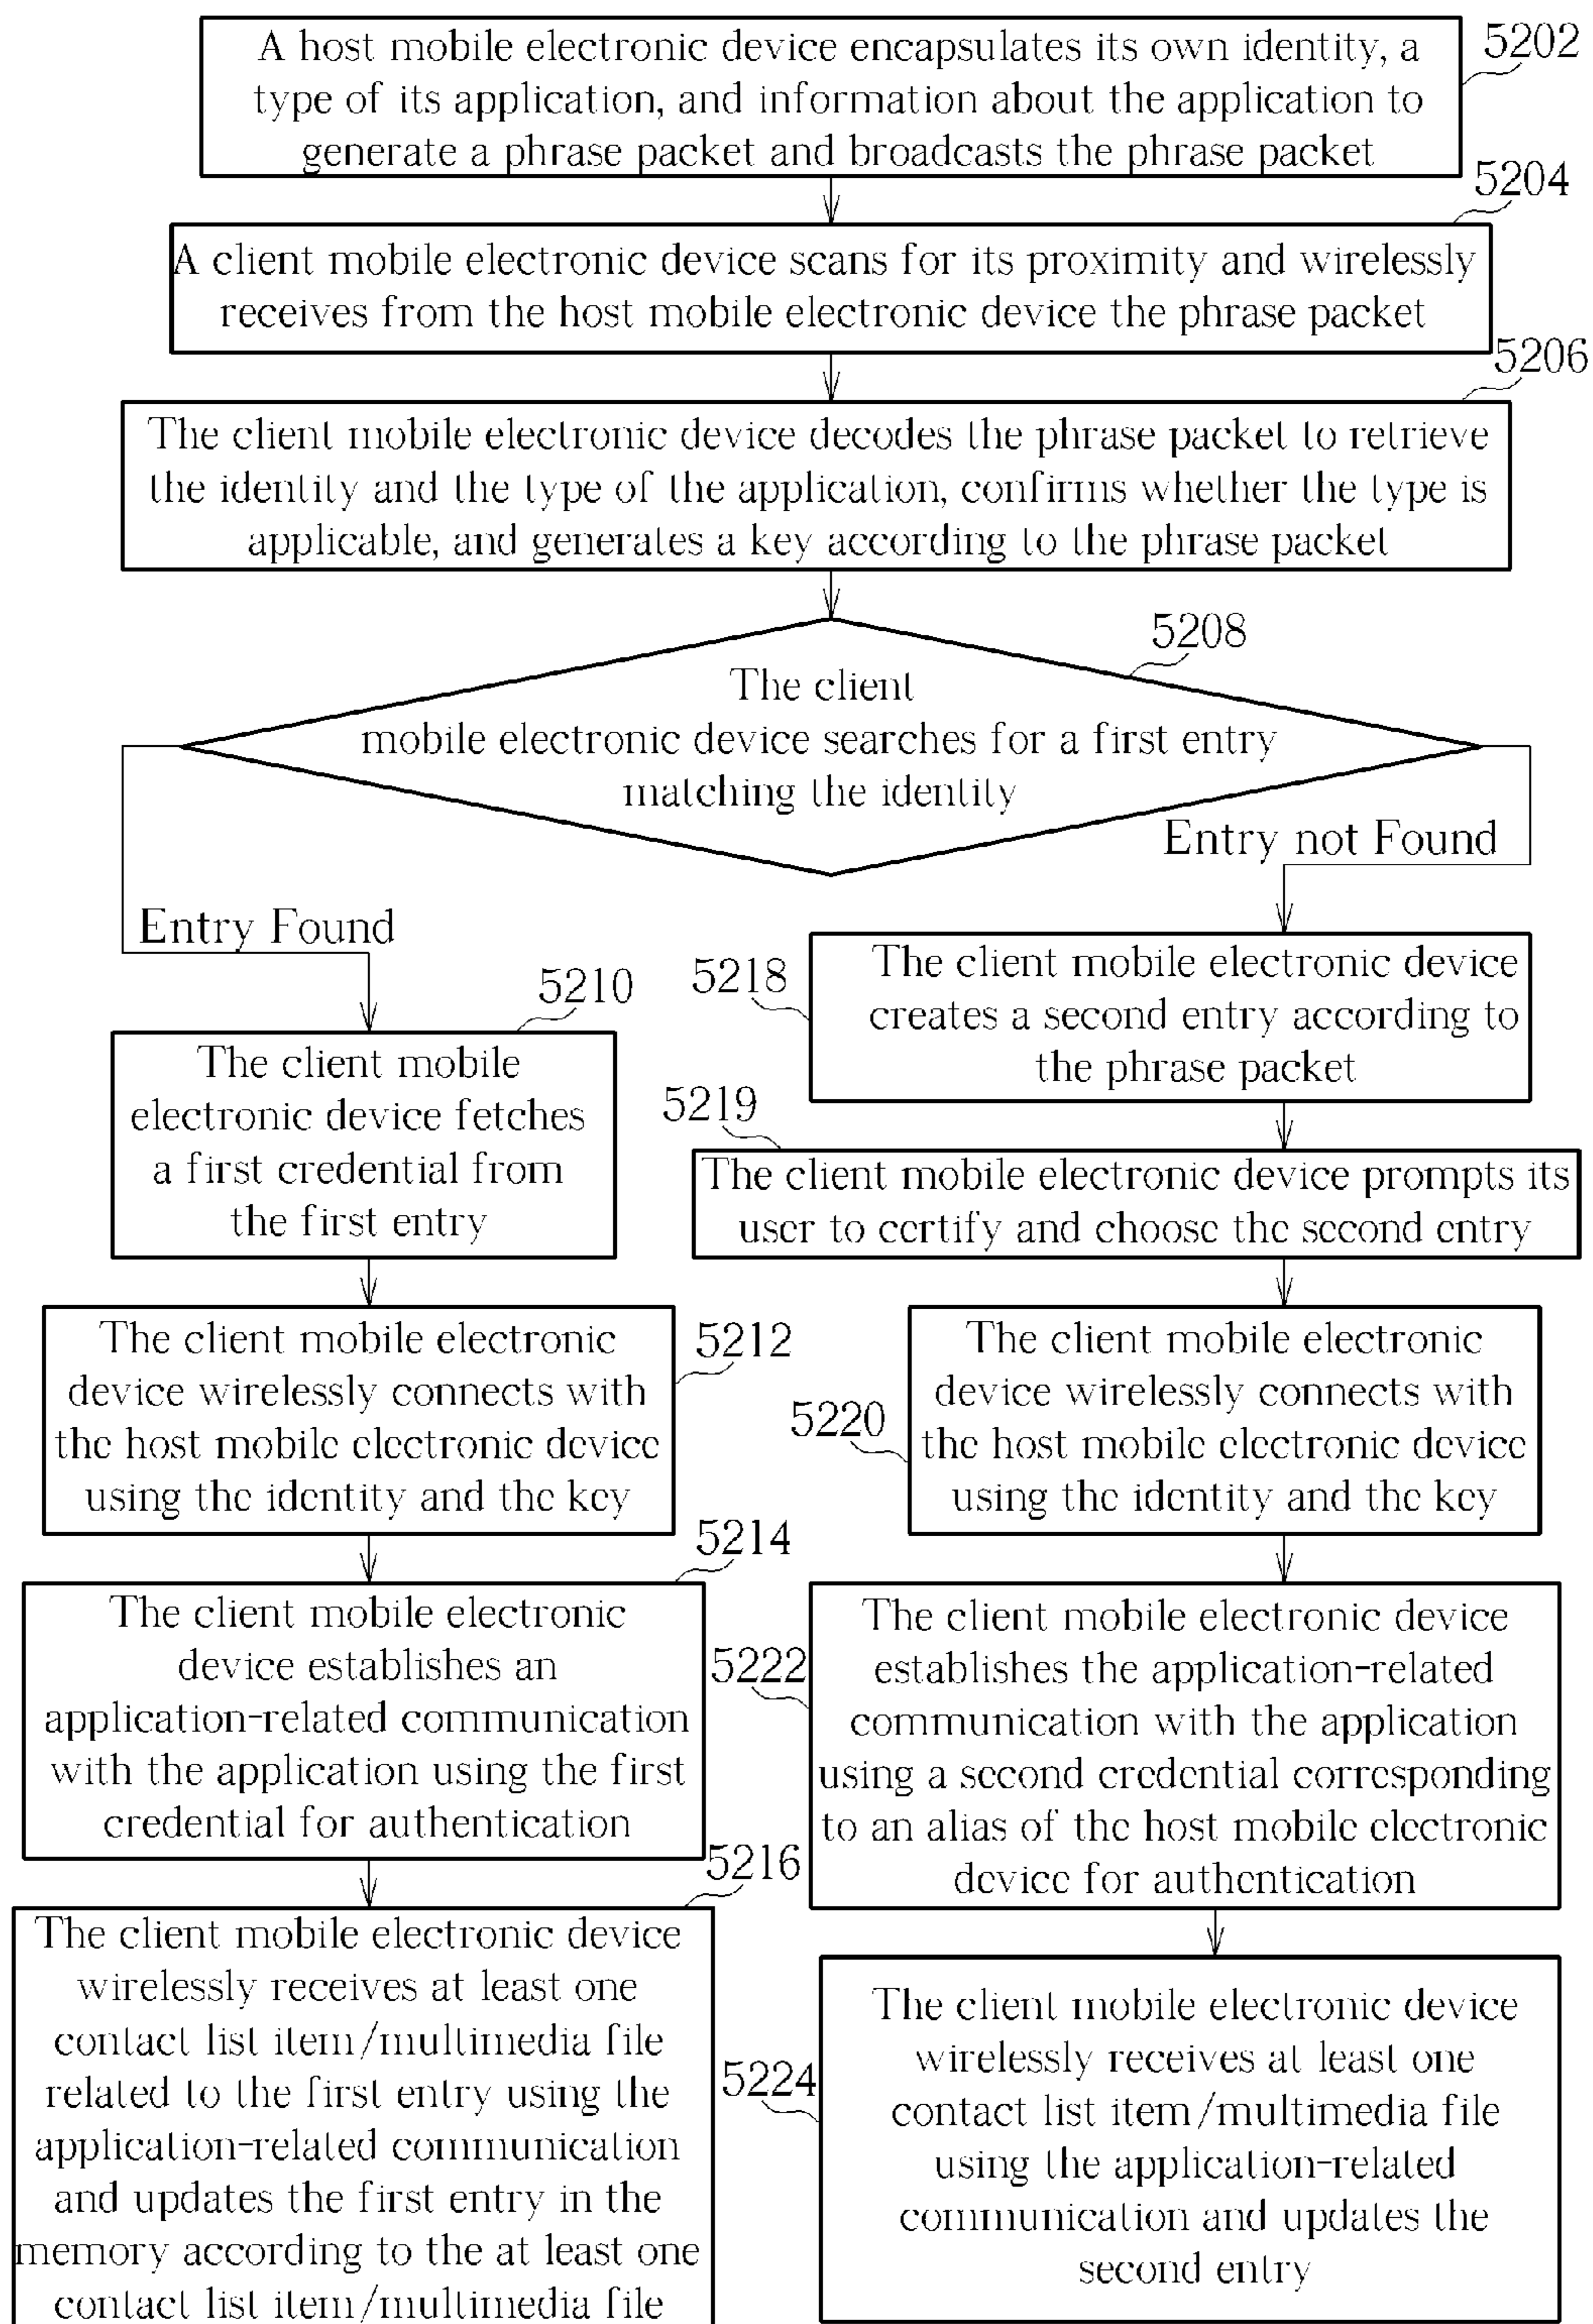 A host mobile electronic device encapsulates its own identity, a
type of its application, and information about the application to
generate a phrase packet and broadcasts the phrase packet
5202
5204
A client mobile electronic device scans for its proximity and wirelessly
receives from the host mobile electronic device the phrase packet
5206
The client mobile electronic device decodes the phrase packet to retrieve
the identity and the type of the application, confirms whether the type is
applicable, and generates a key according to the phrase packet
5208
The client
mobile electronic device searches for a first entry
matching the identity
Entry Found
5210
The client mobile
electronic device fetches
a first credential from
the first entry
5212
The client mobile electronic
device wirelessly connects with
the host mobile electronic device
using the identity and the key
5214
The client mobile electronic
device establishes an
application-related communication
with the application using the first
credential for authentication
5216
The client mobile electronic device
wirelessly receives at least one
contact list item/multimedia file
related to the first entry using the
application-related communication
and updates the first entry in the
memory according to the at least one
contact list item/multimedia file
Entry not Found
5218
The client mobile electronic device
creates a second entry according to
the phrase packet
5219
The client mobile electronic device prompts its
user to certify and choose the second entry
5220
The client mobile electronic
device wirelessly connects with
the host mobile electronic device
using the identity and the key
5222
The client mobile electronic device
establishes the application-related
communication with the application
using a second credential corresponding
to an alias of the host mobile electronic
device for authentication
5224
The client mobile electronic device
wirelessly receives at least one
contact list item/multimedia file
using the application-related
communication and updates the
second entry